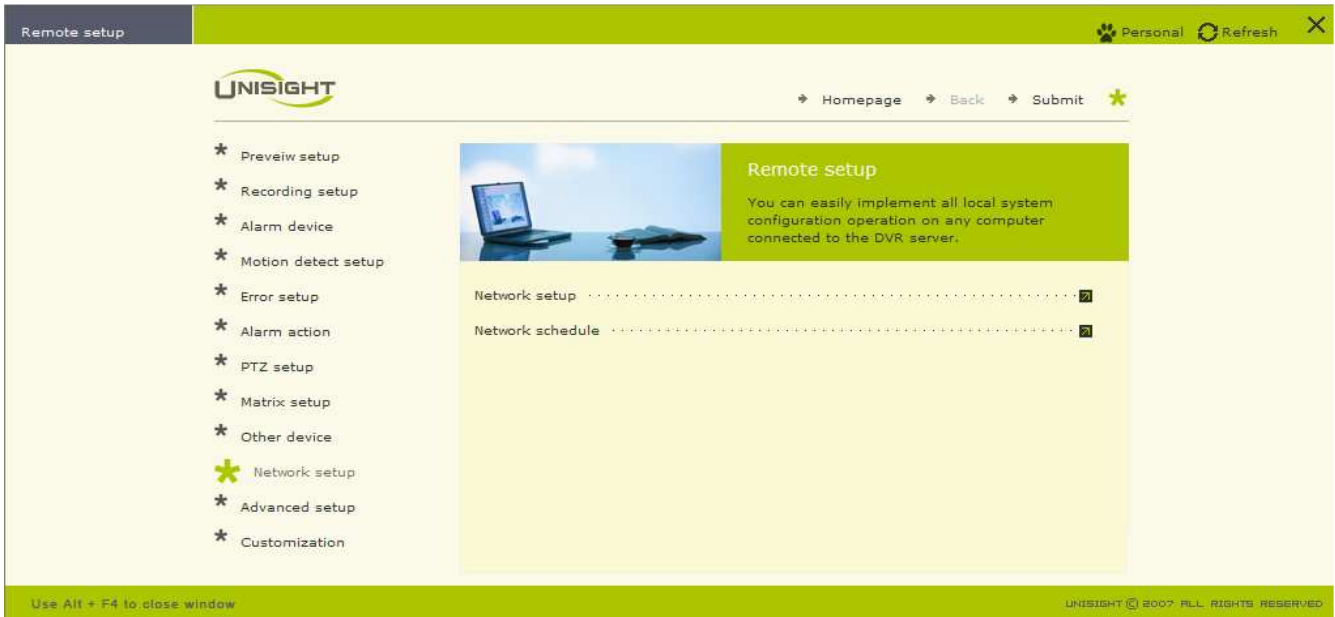 Remote setup
Personal
Refresh
UNISIGHT
Homepage
Back
Submit
Preveiw setup
Recording setup
Alarm device
Motion detect setup
Error setup
Alarm action
PTZ setup
Matrix setup
Other device
Network setup
Advanced setup
Customization
Remote setup
You can easily implement all local system
configuration operation on any computer
connected to the DVR server.
Network setup
Network schedule
Use Alt + F4 to close window
UNISIGHT © 2007 ALL RIGHTS RESERVED